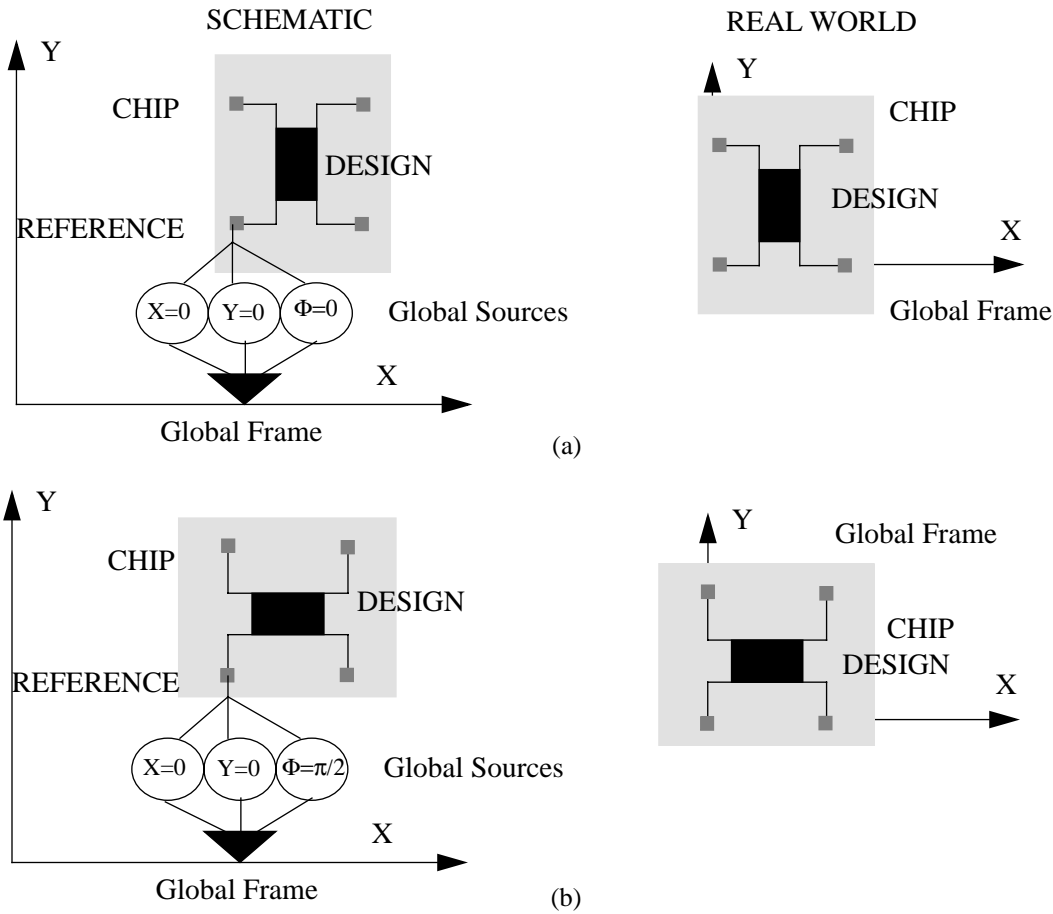 SCHEMATIC
REAL WORLD
Y
CHIP
DESIGN
REFERENCE
X=0
Y=0
Φ=0
Global Sources
X
Global Frame
Y
CHIP
DESIGN
X
Global Frame
(a)
Y
CHIP
DESIGN
REFERENCE
X=0
Y=0
Φ=π/2
Global Sources
X
Global Frame
Y
Global Frame
CHIP
DESIGN
X
(b)